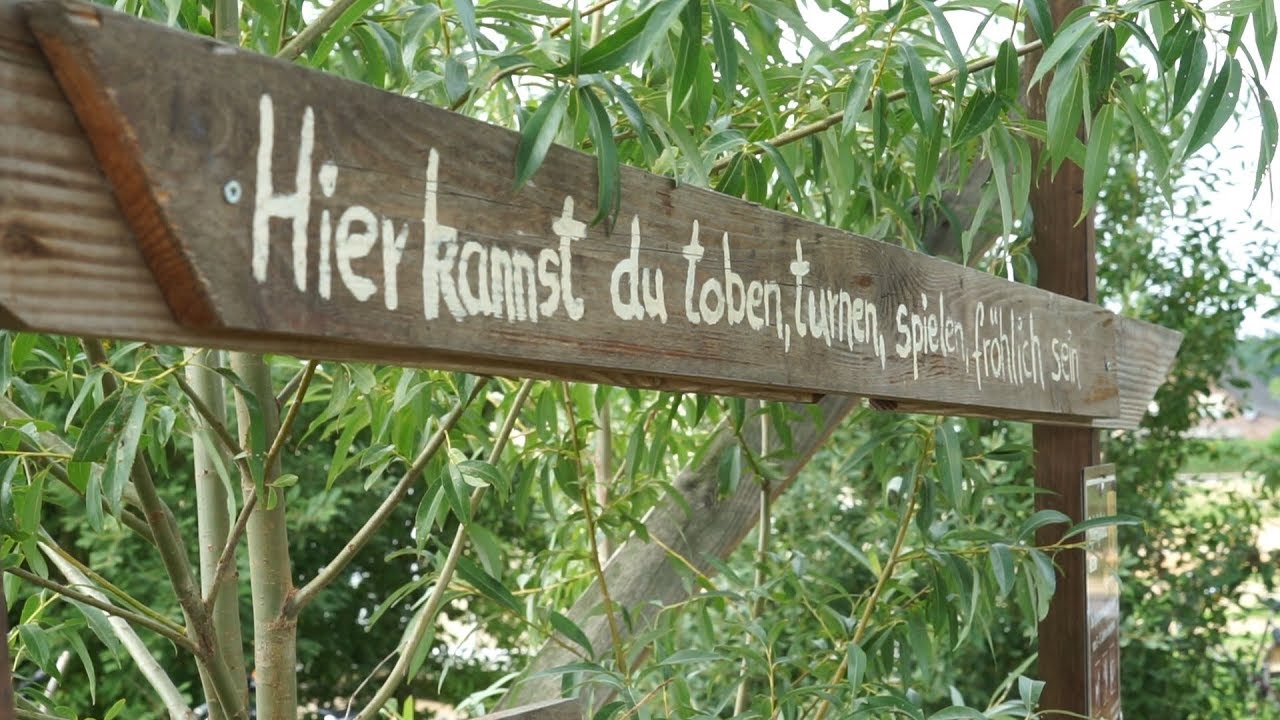 Hier kannst du toben, turnen, spielen, fröhlich sein